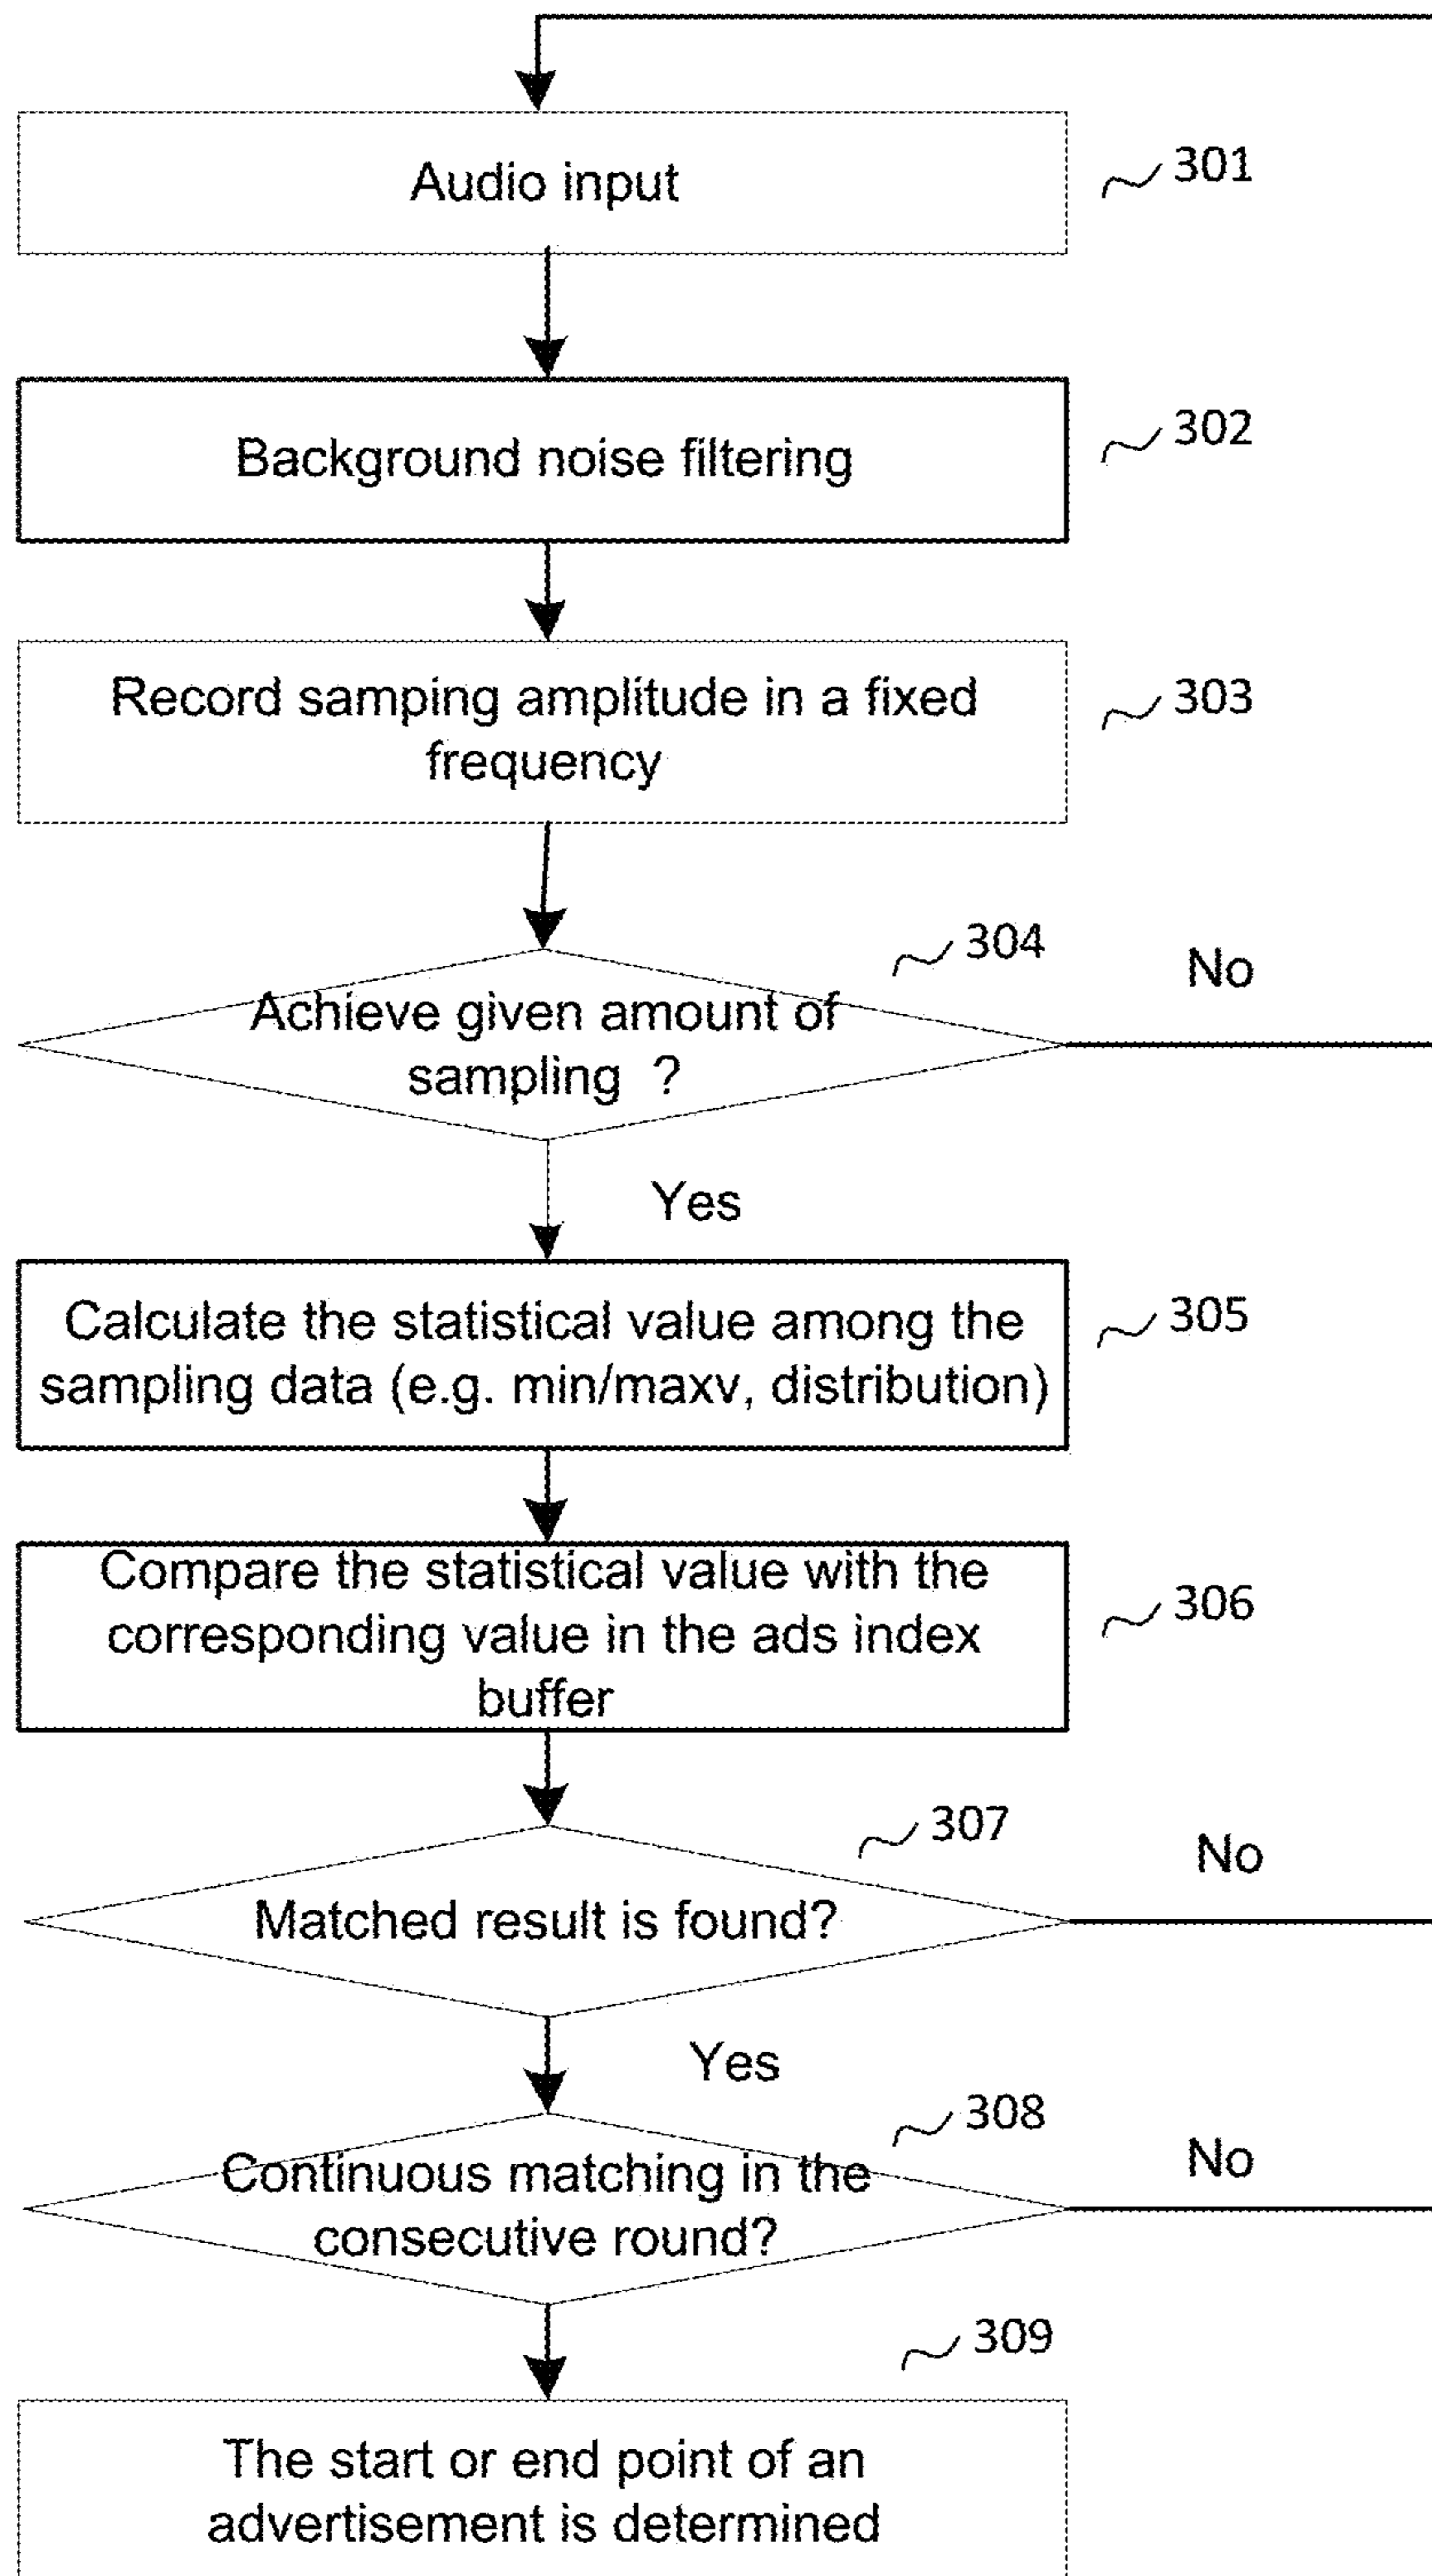 Audio input
301
Background noise filtering
302
Record samping amplitude in a fixed
frequency
303
304
No
Achieve given amount of
sampling ?
Yes
Calculate the statistical value among the
sampling data (e.g. min/maxv, distribution)
305
Compare the statistical value with the
corresponding value in the ads index
buffer
306
307
No
Matched result is found?
Yes
308
No
Continuous matching in the
consecutive round?
309
The start or end point of an
advertisement is determined